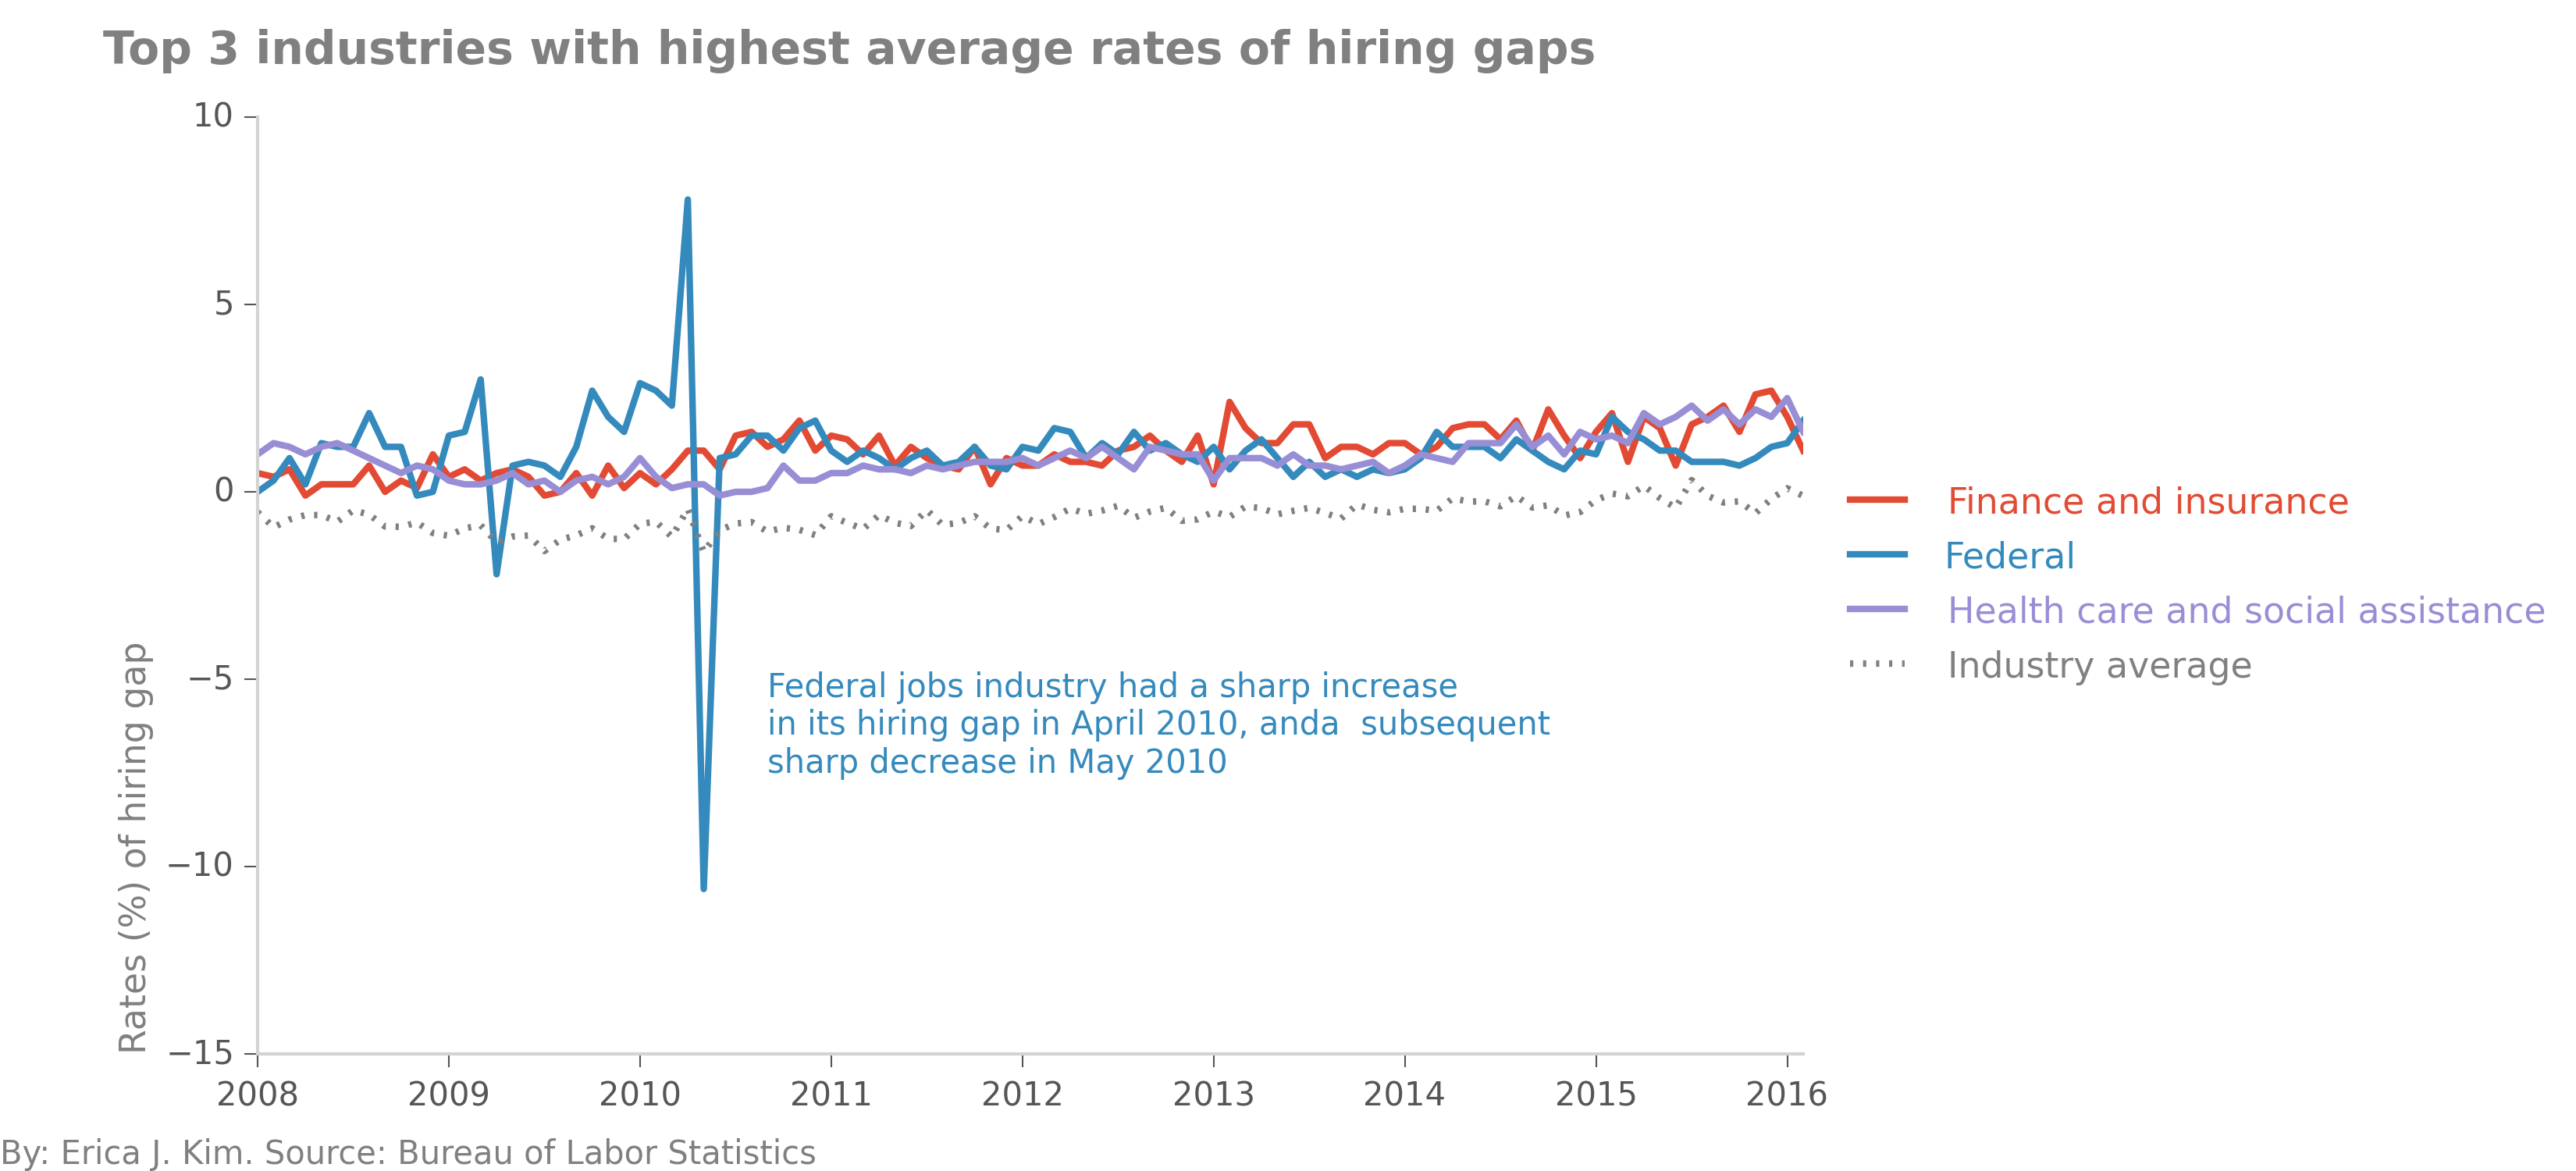 Top 3 industries with highest average rates of hiring gaps
10
5
0
−5
−10
−15
Rates (%) of hiring gap
2008 2009 2010 2011 2012 2013 2014 2015 2016
Federal jobs industry had a sharp increase
in its hiring gap in April 2010, anda  subsequent
sharp decrease in May 2010
Finance and insurance
Federal
Health care and social assistance
Industry average
By: Erica J. Kim. Source: Bureau of Labor Statistics